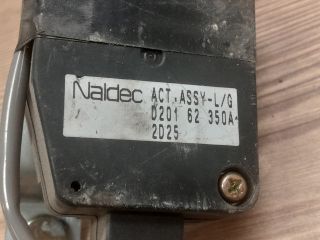 Naldec ACT.ASSY-L/G
D201 62 350A
2D25